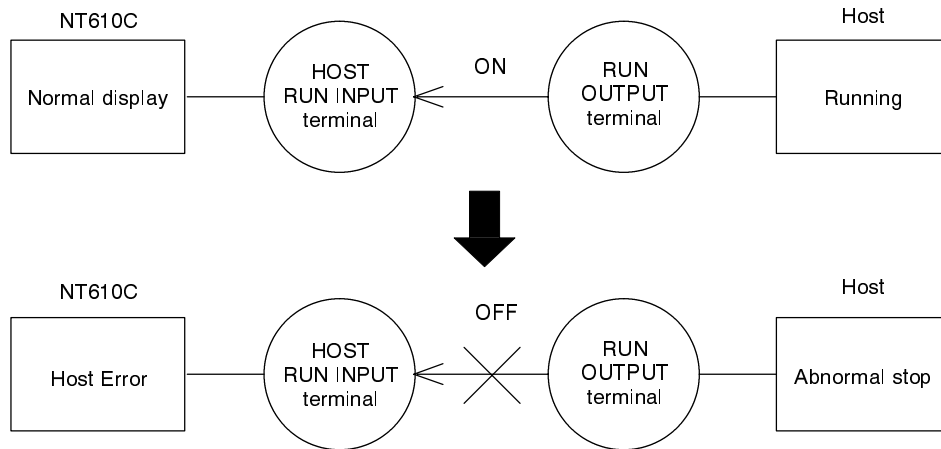 NT610C
Host
Normal display
HOST
RUN INPUT
terminal
ON
RUN
OUTPUT
terminal
Running
NT610C
Host
Host Error
HOST
RUN INPUT
terminal
OFF
RUN
OUTPUT
terminal
Abnormal stop